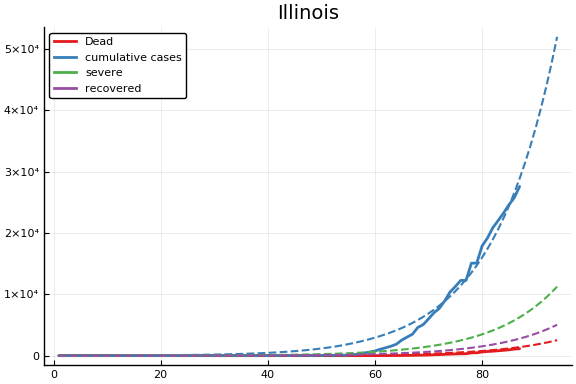 Illinois
Dead
cumulative cases
severe
recovered
5×10⁴
4×10⁴
3×10⁴
2×10⁴
1×10⁴
0
0 20 40 60 80